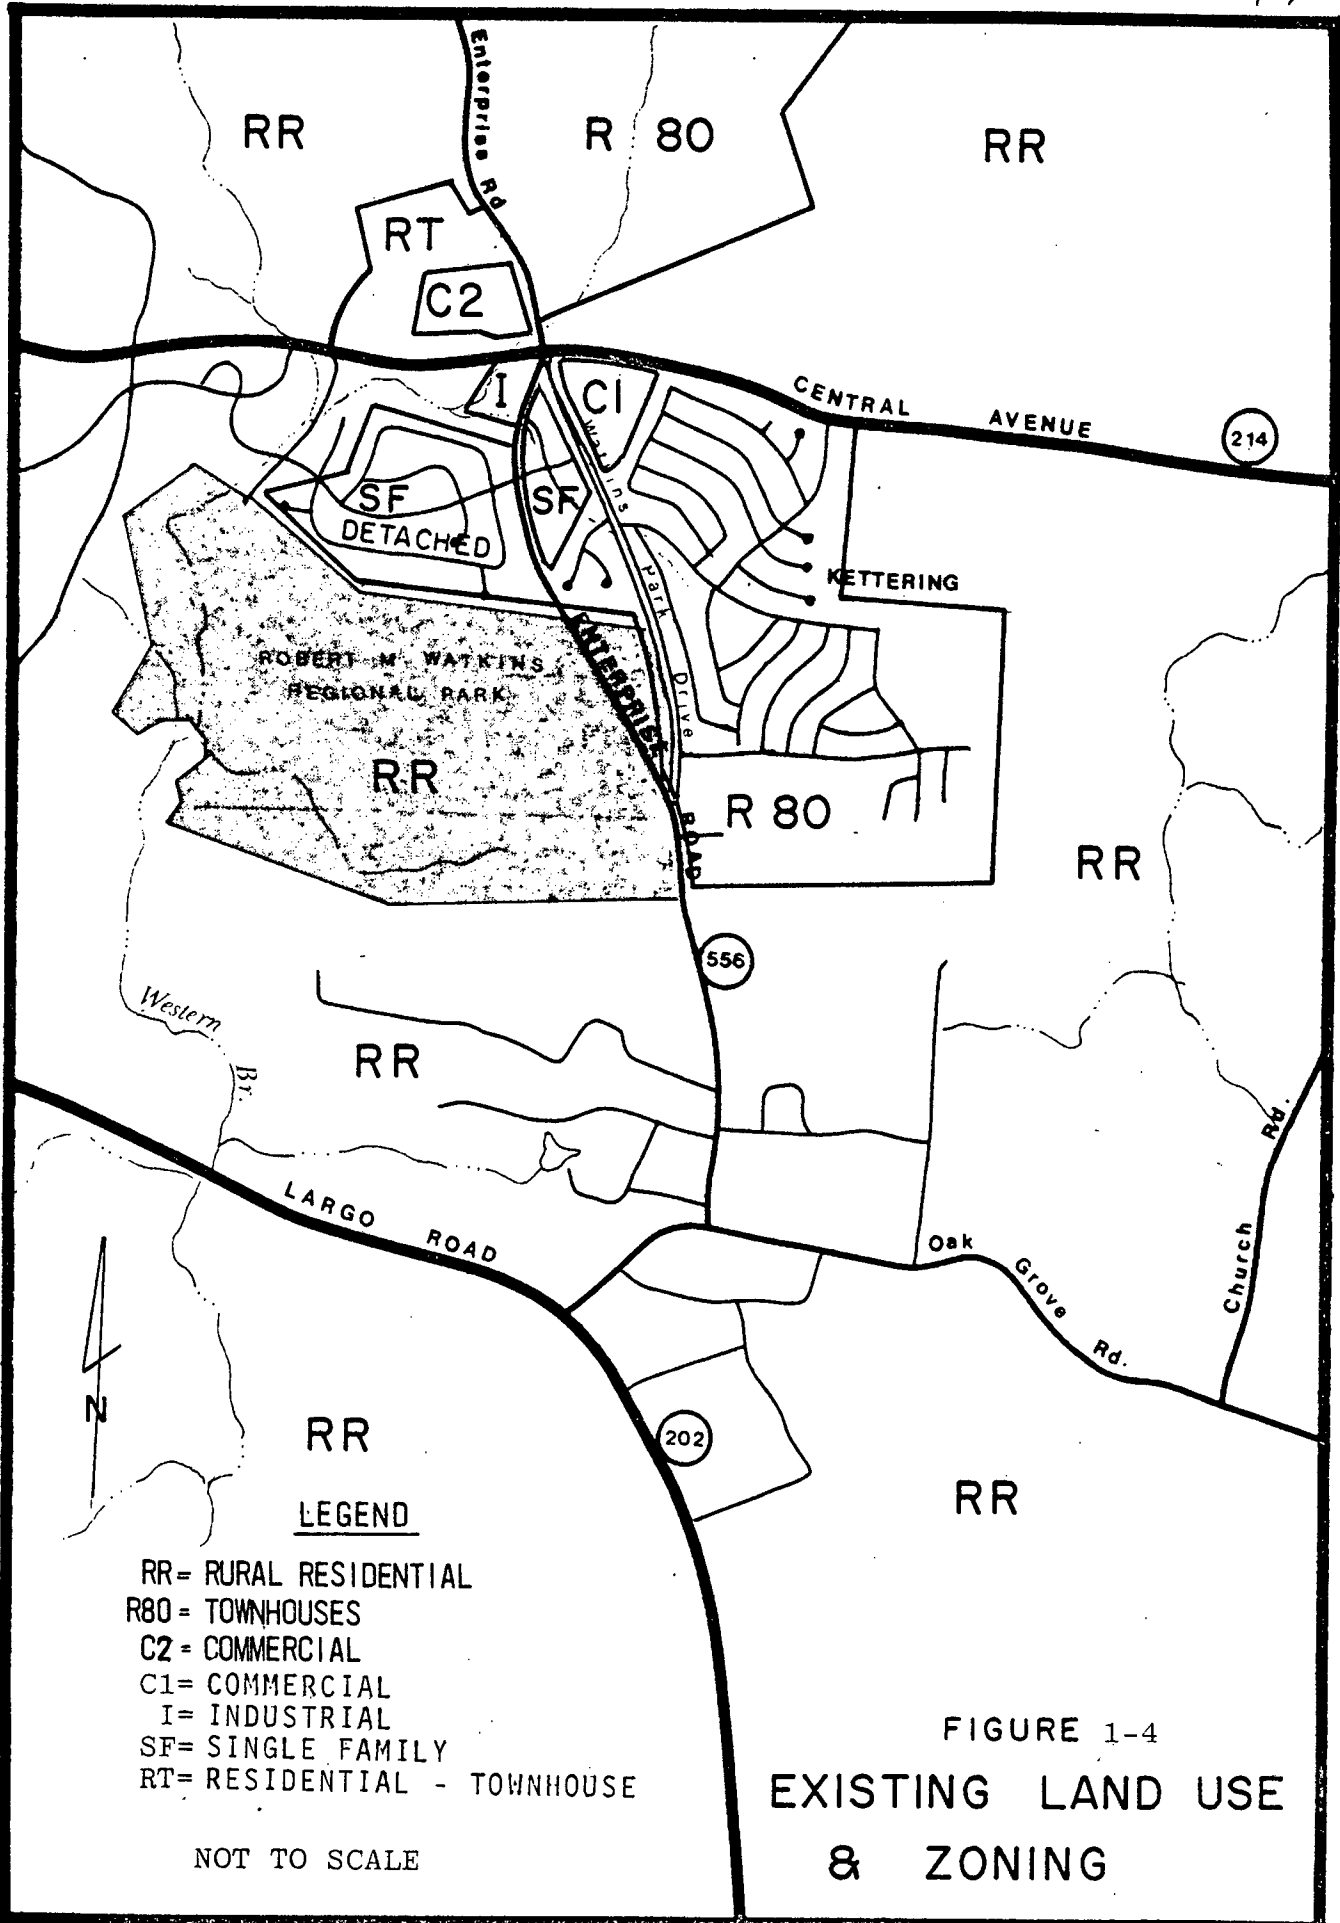 Enterprise Rd
RR
R 80
RR
RT
C2
I
C1
CENTRAL AVENUE
214
Watkins Park Drive
SF
DETACHED
SF
KETTERING
ROBERT M WATKINS
REGIONAL PARK
ENTERPRISE ROAD
RR
R 80
RR
556
Western Br.
RR
Church Rd.
LARGO ROAD
Oak Grove Rd.
N
RR
202
RR
LEGEND
RR= RURAL RESIDENTIAL
R80 = TOWNHOUSES
C2 = COMMERCIAL
C1= COMMERCIAL
I= INDUSTRIAL
SF= SINGLE FAMILY
RT= RESIDENTIAL - TOWNHOUSE
NOT TO SCALE
FIGURE 1-4
EXISTING LAND USE
& ZONING